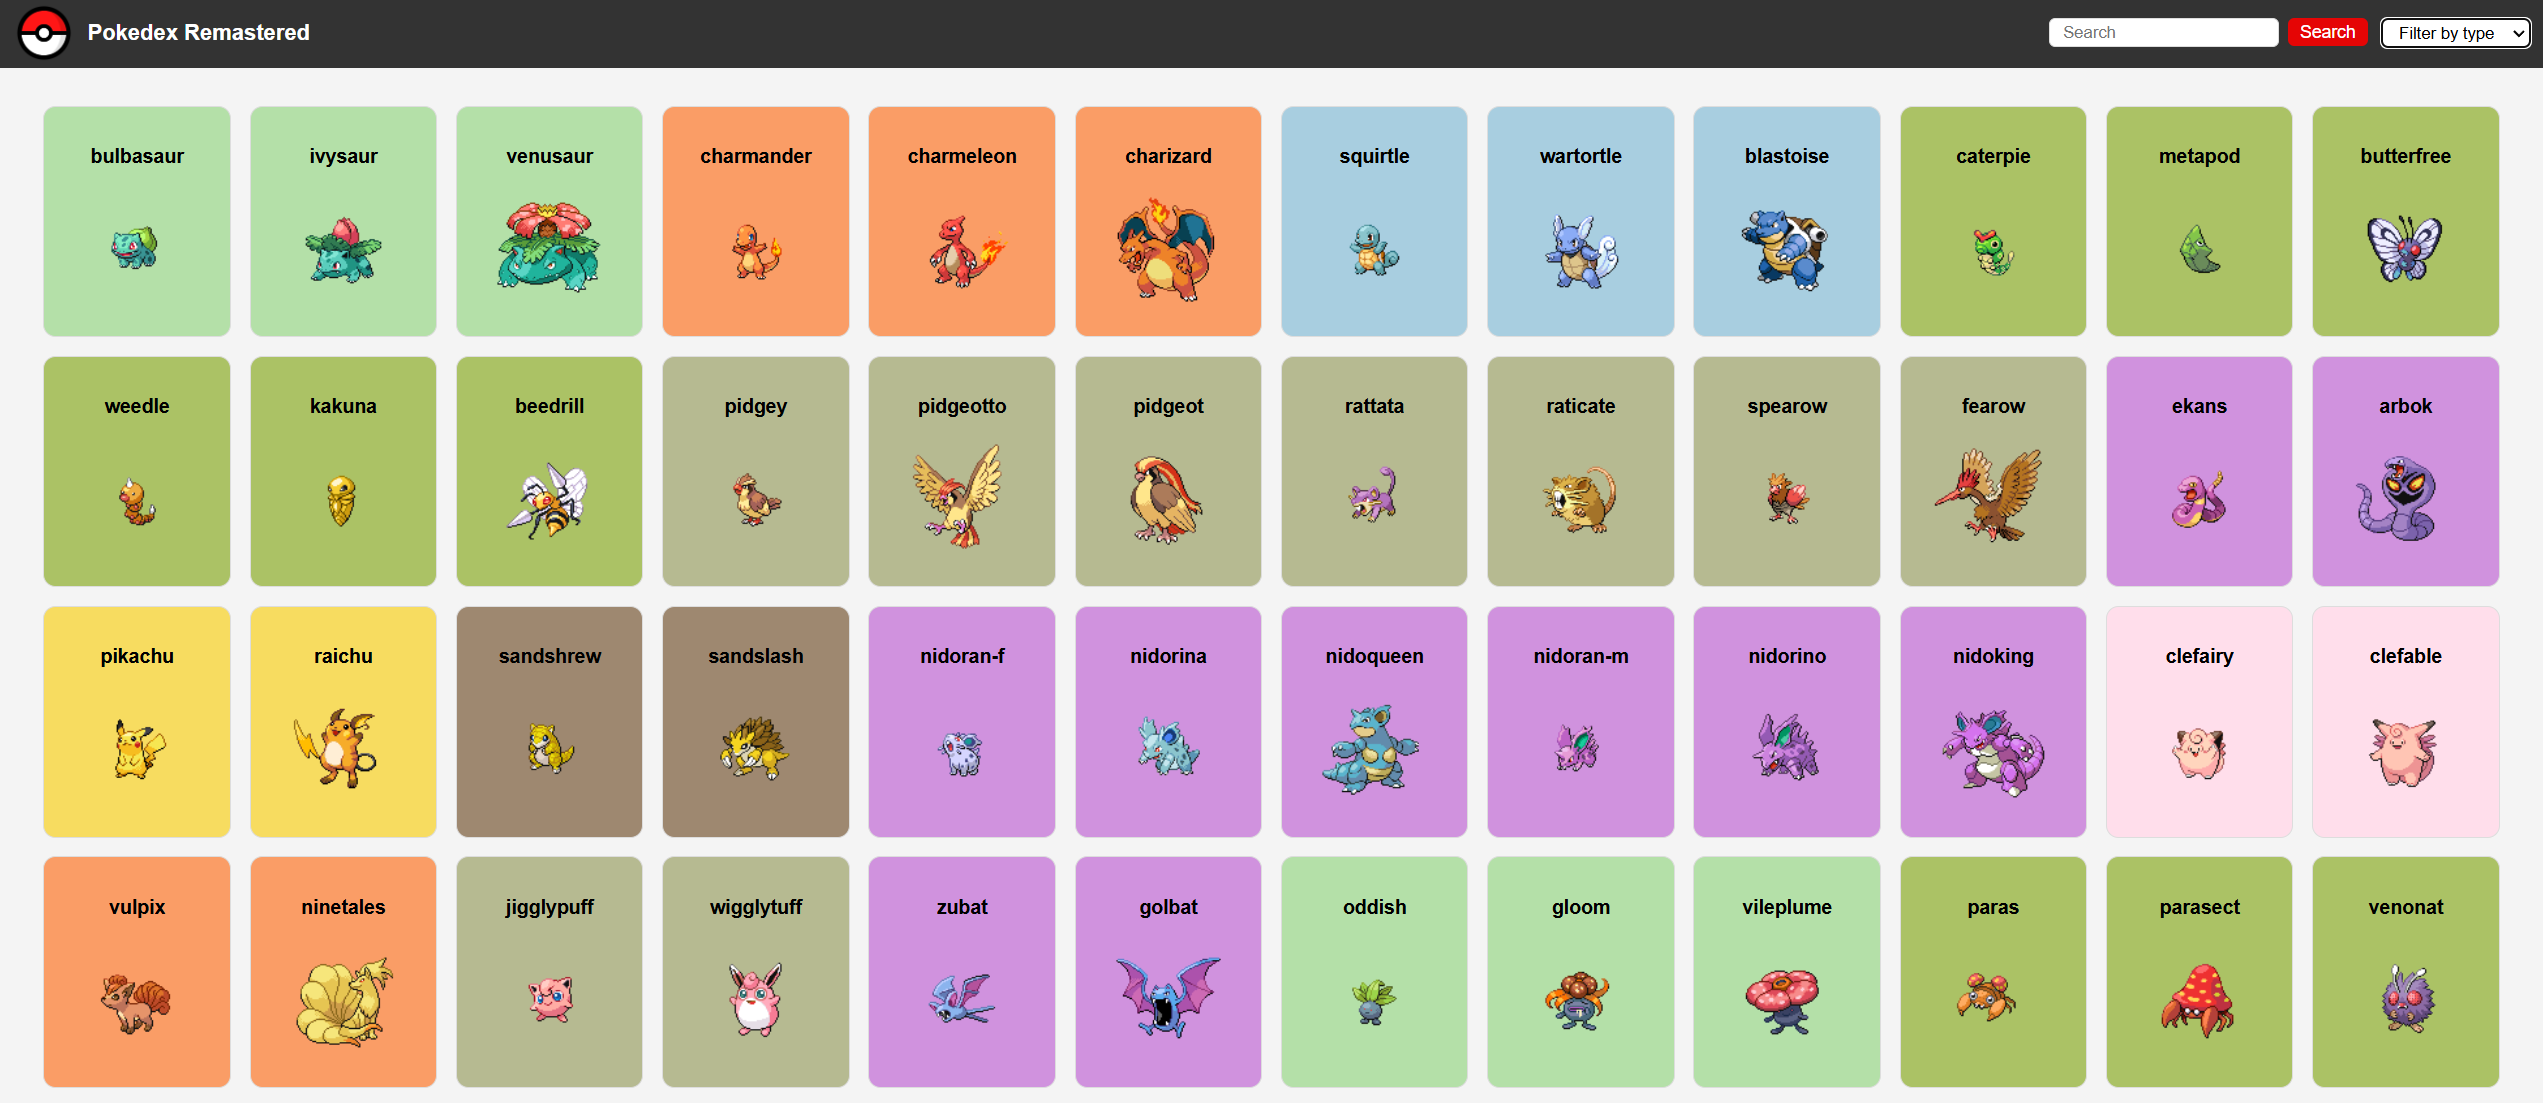 Pokedex Remastered
Search
Search
Filter by type
bulbasaur
ivysaur
venusaur
charmander
charmeleon
charizard
squirtle
wartortle
blastoise
caterpie
metapod
butterfree
weedle
kakuna
beedrill
pidgey
pidgeotto
pidgeot
rattata
raticate
spearow
fearow
ekans
arbok
pikachu
raichu
sandshrew
sandslash
nidoran-f
nidorina
nidoqueen
nidoran-m
nidorino
nidoking
clefairy
clefable
vulpix
ninetales
jigglypuff
wigglytuff
zubat
golbat
oddish
gloom
vileplume
paras
parasect
venonat